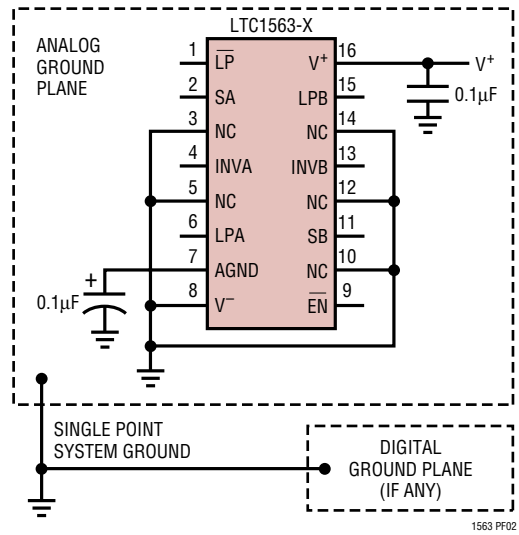 LTC1563-X
ANALOG
GROUND
PLANE
1
LP
2
SA
3
NC
4
INVA
5
NC
6
LPA
7
AGND
8
V⁻
16
V⁺
15
LPB
14
NC
13
INVB
12
NC
11
SB
10
NC
9
EN
V⁺
0.1µF
+
0.1µF
SINGLE POINT
SYSTEM GROUND
DIGITAL
GROUND PLANE
(IF ANY)
1563 PF02